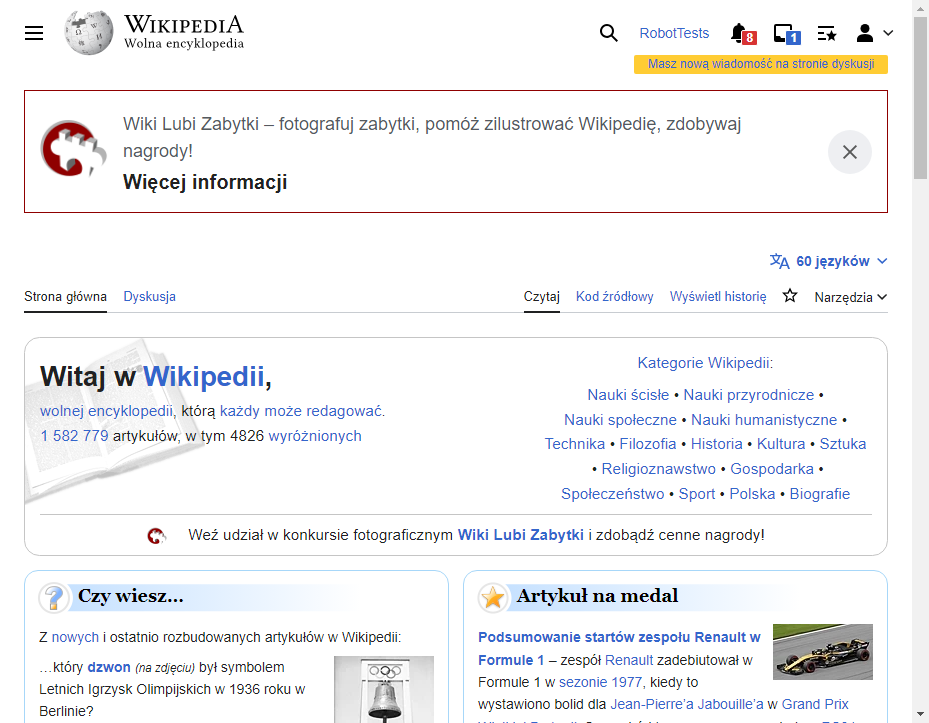 WIKIPEDIA
Wolna encyklopedia
RobotTests
8
1
Masz nową wiadomość na stronie dyskusji
Wiki Lubi Zabytki – fotografuj zabytki, pomóż zilustrować Wikipedię, zdobywaj
nagrody!
Więcej informacji
60 języków
Strona główna
Dyskusja
Czytaj
Kod źródłowy
Wyświetl historię
Narzędzia
Witaj w Wikipedii,
wolnej encyklopedii, którą każdy może redagować.
1 582 779 artykułów, w tym 4826 wyróżnionych
Kategorie Wikipedii:
Nauki ścisłe • Nauki przyrodnicze •
Nauki społeczne • Nauki humanistyczne •
Technika • Filozofia • Historia • Kultura • Sztuka
• Religioznawstwo • Gospodarka •
Społeczeństwo • Sport • Polska • Biografie
Weź udział w konkursie fotograficznym Wiki Lubi Zabytki i zdobądź cenne nagrody!
Czy wiesz...
Z nowych i ostatnio rozbudowanych artykułów w Wikipedii:
…który dzwon (na zdjęciu) był symbolem
Letnich Igrzysk Olimpijskich w 1936 roku w
Berlinie?
Artykuł na medal
Podsumowanie startów zespołu Renault w
Formule 1 – zespół Renault zadebiutował w
Formule 1 w sezonie 1977, kiedy to
wystawiono bolid dla Jean-Pierre'a Jabouille'a w Grand Prix